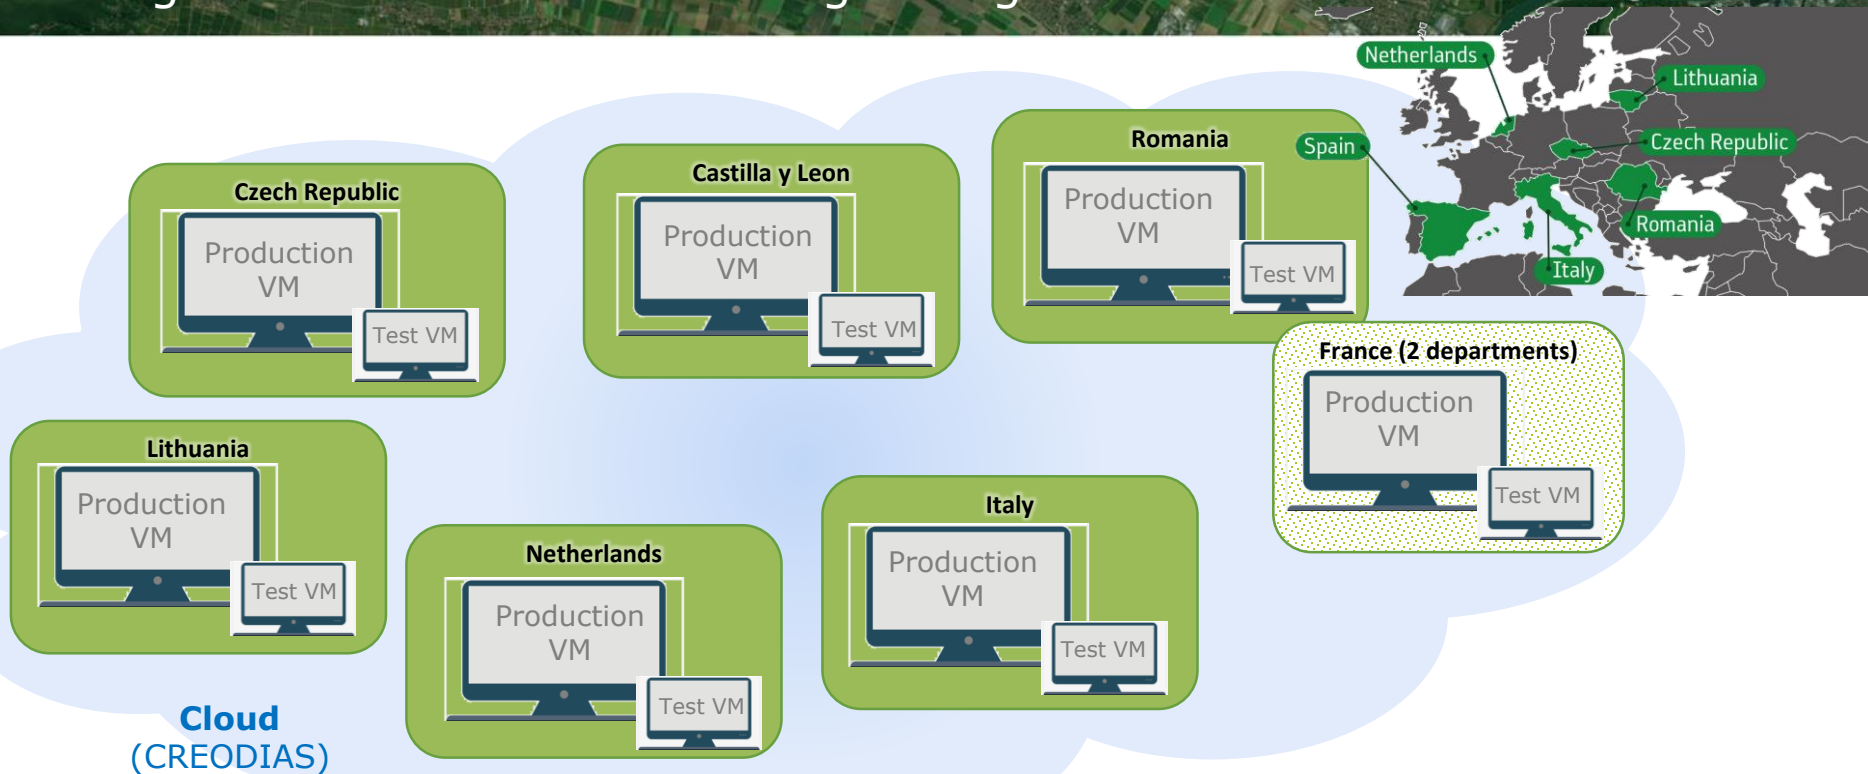 Netherlands
Lithuania
Czech Republic
Spain
Romania
Italy
Romania
Production
VM
Test VM
Castilla y Leon
Production
VM
Test VM
Czech Republic
Production
VM
Test VM
France (2 departments)
Production
VM
Test VM
Lithuania
Production
VM
Test VM
Italy
Production
VM
Test VM
Netherlands
Production
VM
Test VM
Cloud
(CREODIAS)